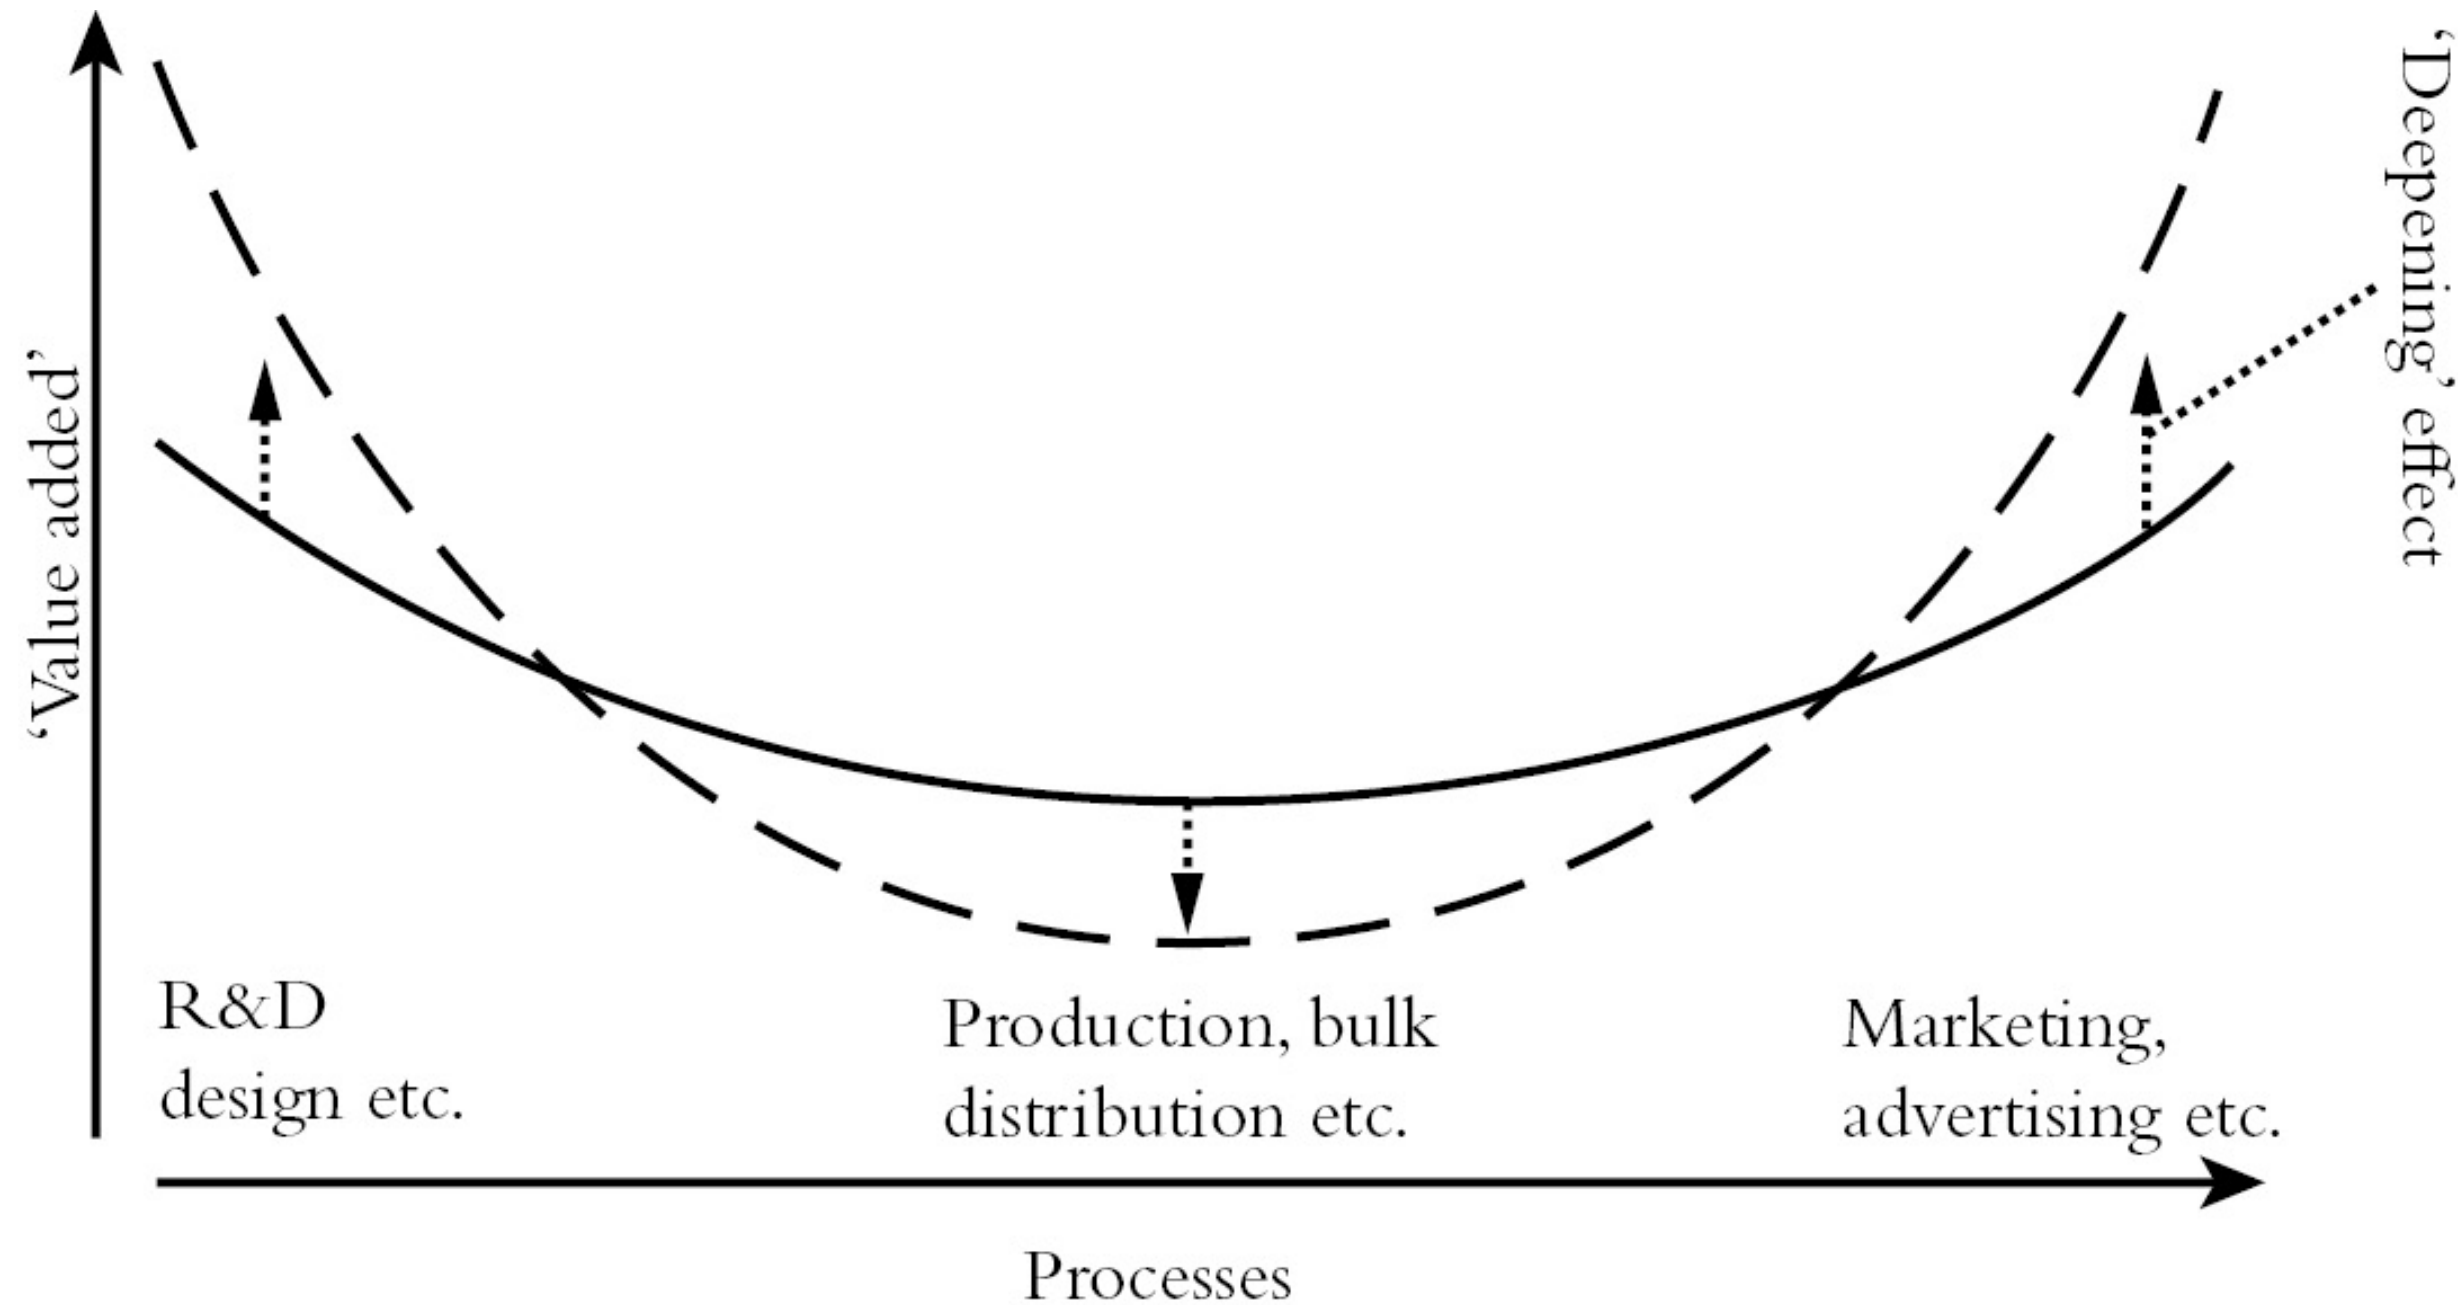 ‘Value added’
‘Deepening’ effect
R&D
design etc.
Production, bulk
distribution etc.
Marketing,
advertising etc.
Processes